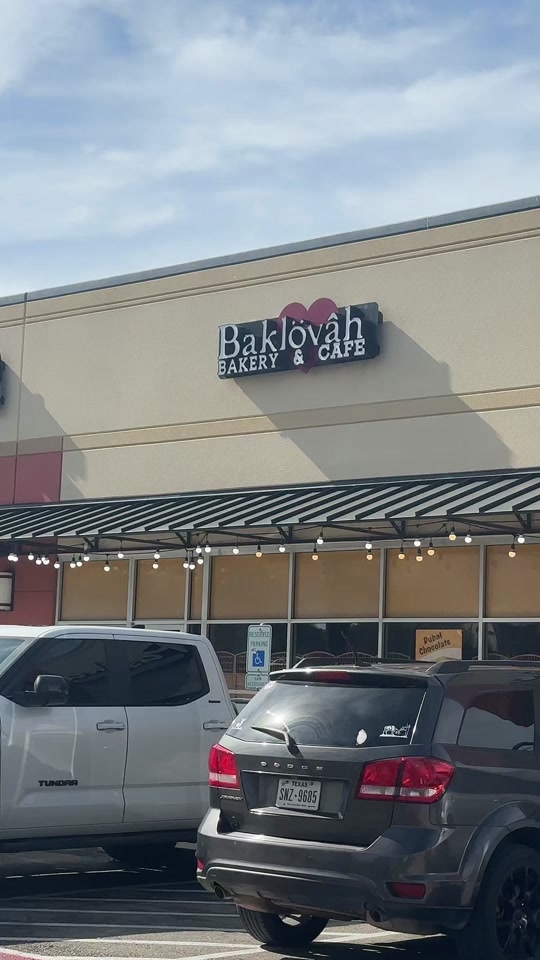 Baklövâh
BAKERY & CAFE
Dubai
Chocolate
RESERVED
PARKING
TUNDRA
DODGE
TEXAS
SNZ★9685